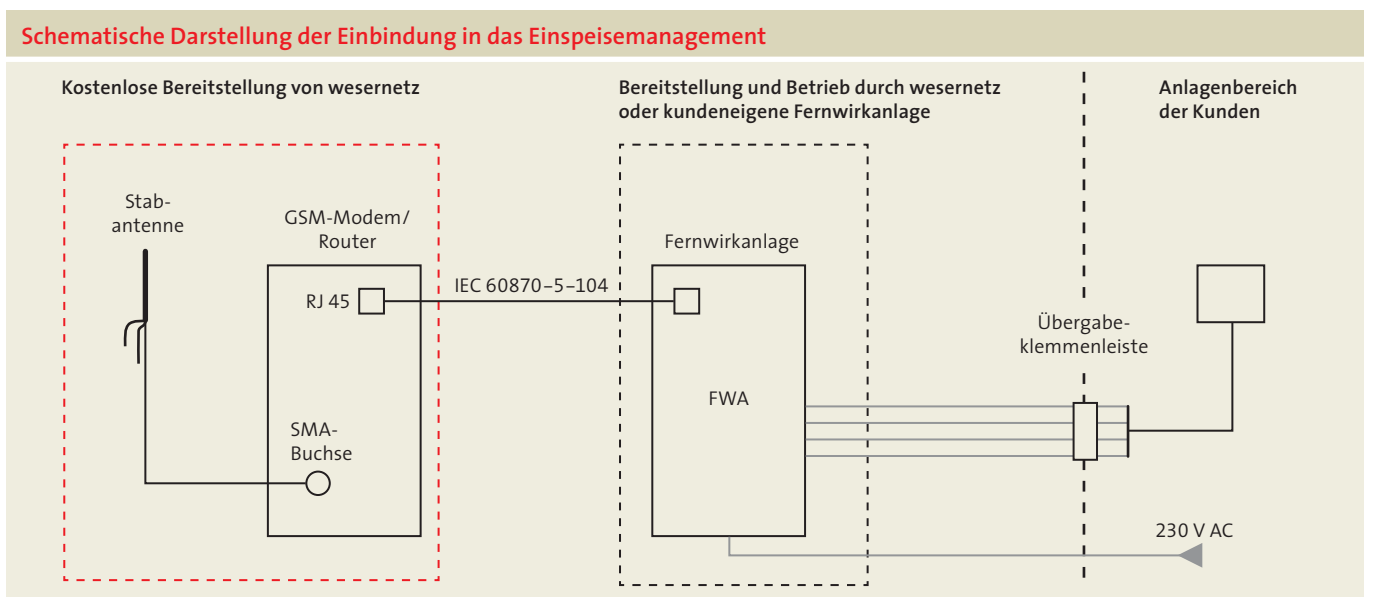 Schematische Darstellung der Einbindung in das Einspeisemanagement
Kostenlose Bereitstellung von wesernetz
Bereitstellung und Betrieb durch wesernetz
oder kundeneigene Fernwirkanlage
Anlagenbereich
der Kunden
Stab-
antenne
GSM-Modem/
Router
RJ 45
SMA-
Buchse
IEC 60870–5–104
Fernwirkanlage
FWA
Übergabe-
klemmenleiste
230 V AC